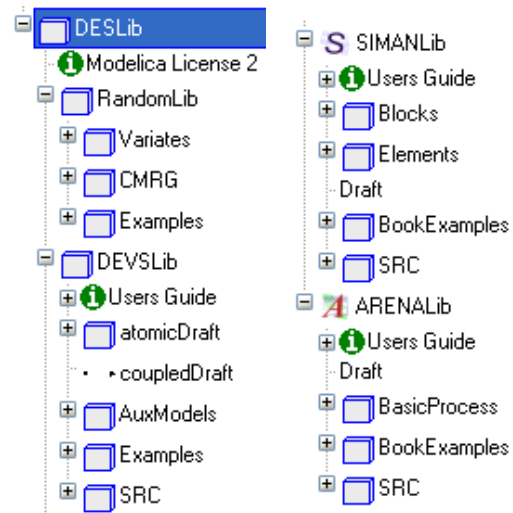 DESLib
Modelica License 2
RandomLib
Variates
CMRG
Examples
DEVSLib
Users Guide
atomicDraft
coupledDraft
AuxModels
Examples
SRC
SIMANLib
Users Guide
Blocks
Elements
Draft
BookExamples
SRC
ARENALib
Users Guide
Draft
BasicProcess
BookExamples
SRC